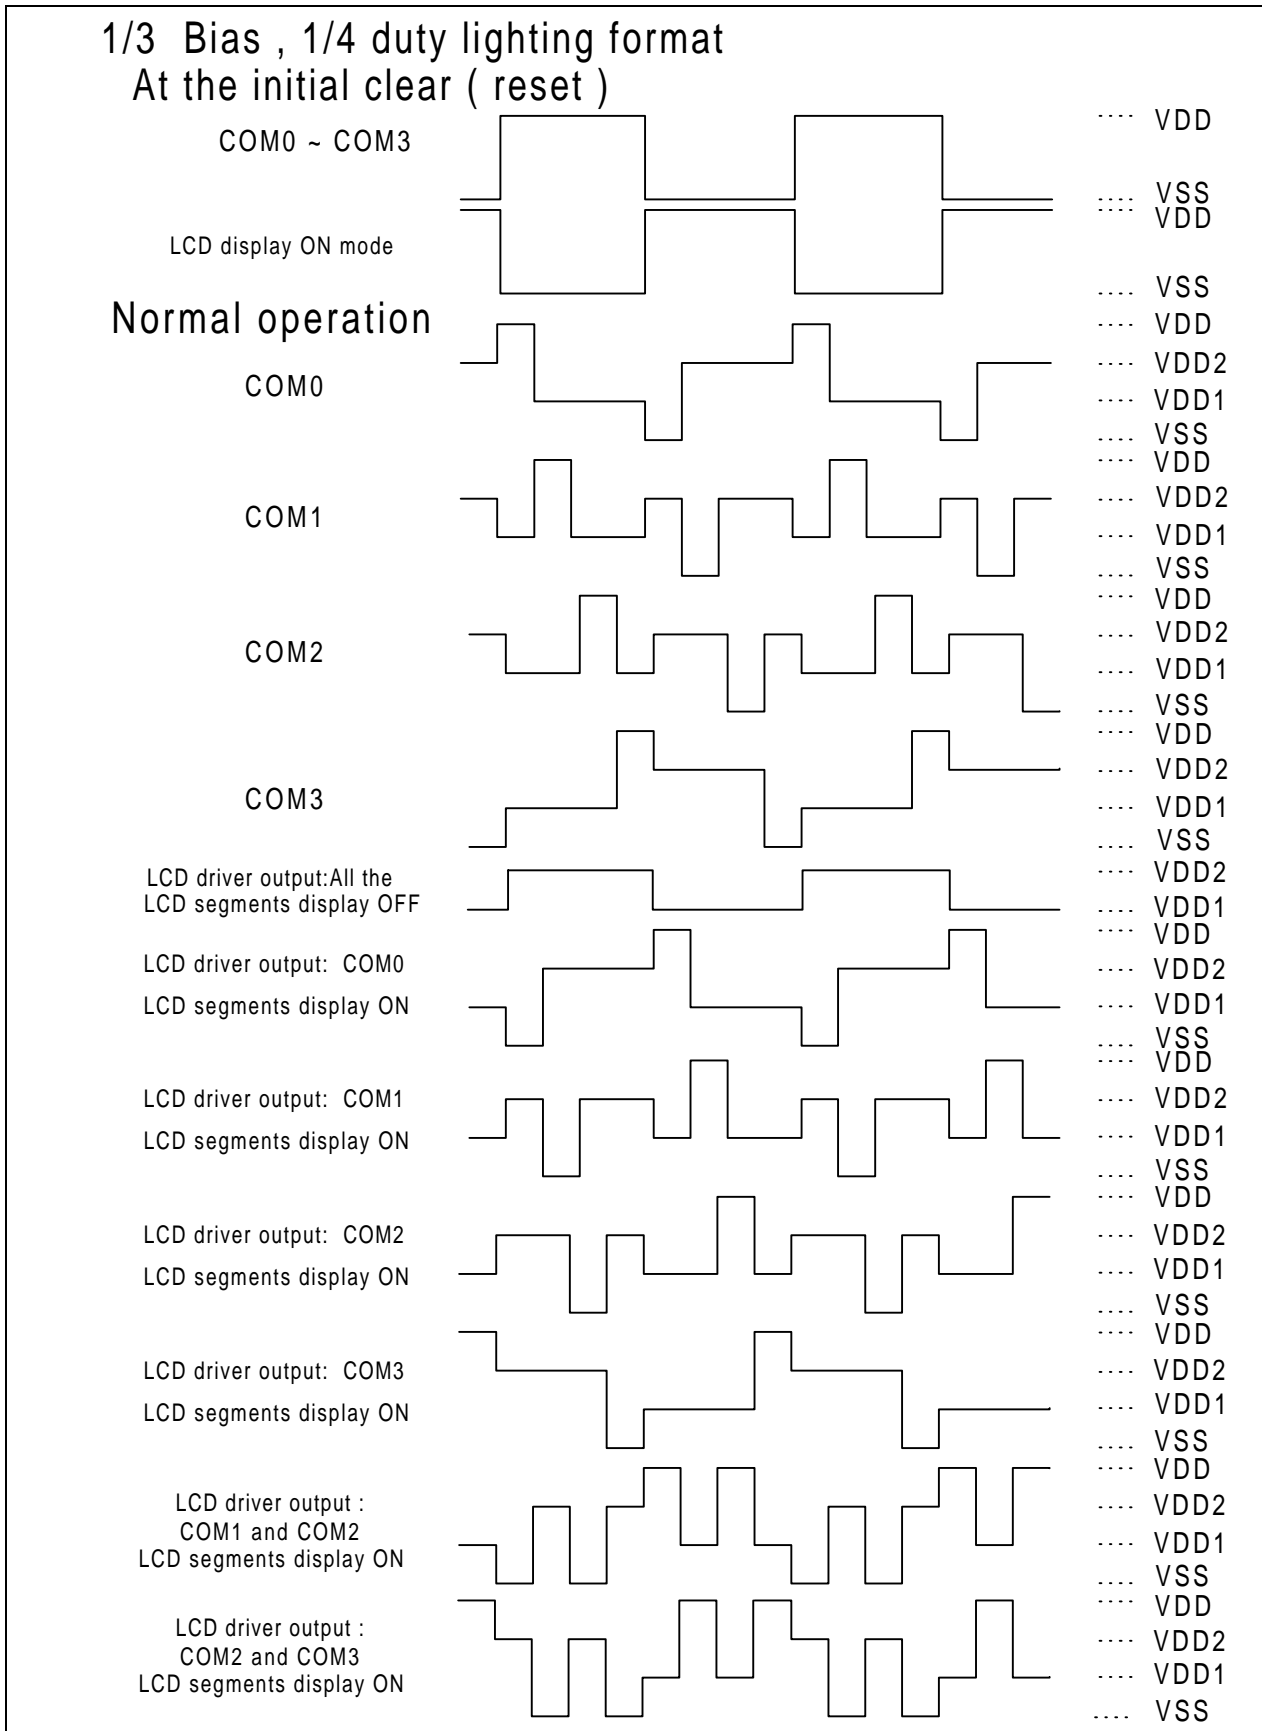 1/3 Bias , 1/4 duty lighting format
At the initial clear ( reset )
COM0 ~ COM3
VDD
VSS
VDD
LCD display ON mode
VSS
Normal operation
VDD
VDD2
COM0
VDD1
VSS
VDD
VDD2
COM1
VDD1
VSS
VDD
VDD2
COM2
VDD1
VSS
VDD
VDD2
COM3
VDD1
VSS
LCD driver output:All the
VDD2
LCD segments display OFF
VDD1
VDD
LCD driver output: COM0
VDD2
LCD segments display ON
VDD1
VSS
VDD
LCD driver output: COM1
VDD2
LCD segments display ON
VDD1
VSS
VDD
LCD driver output: COM2
VDD2
LCD segments display ON
VDD1
VSS
VDD
LCD driver output: COM3
VDD2
LCD segments display ON
VDD1
VSS
VDD
LCD driver output :
VDD2
COM1 and COM2
VDD1
LCD segments display ON
VSS
VDD
LCD driver output :
VDD2
COM2 and COM3
VDD1
LCD segments display ON
VSS